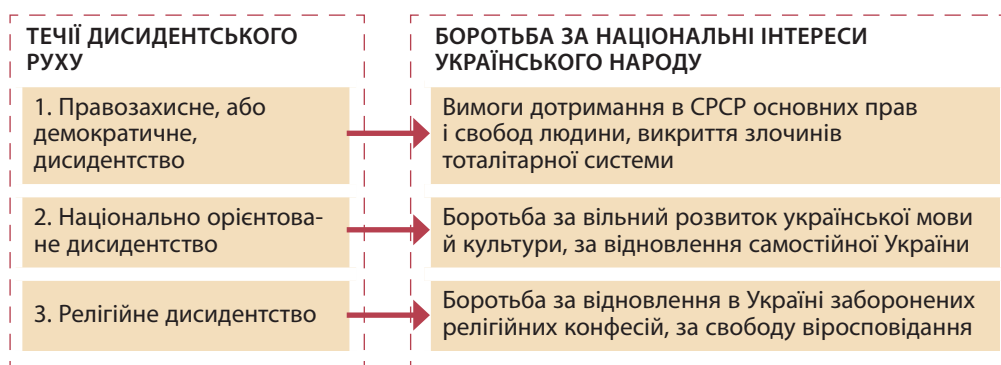 ТЕЧІЇ ДИСИДЕНТСЬКОГО
РУХУ
1. Правозахисне, або
демократичне,
дисидентство
2. Національно орієнтова-
не дисидентство
3. Релігійне дисидентство
БОРОТЬБА ЗА НАЦІОНАЛЬНІ ІНТЕРЕСИ
УКРАЇНСЬКОГО НАРОДУ
Вимоги дотримання в СРСР основних прав
і свобод людини, викриття злочинів
тоталітарної системи
Боротьба за вільний розвиток української мови
й культури, за відновлення самостійної України
Боротьба за відновлення в Україні заборонених
релігійних конфесій, за свободу віросповідання